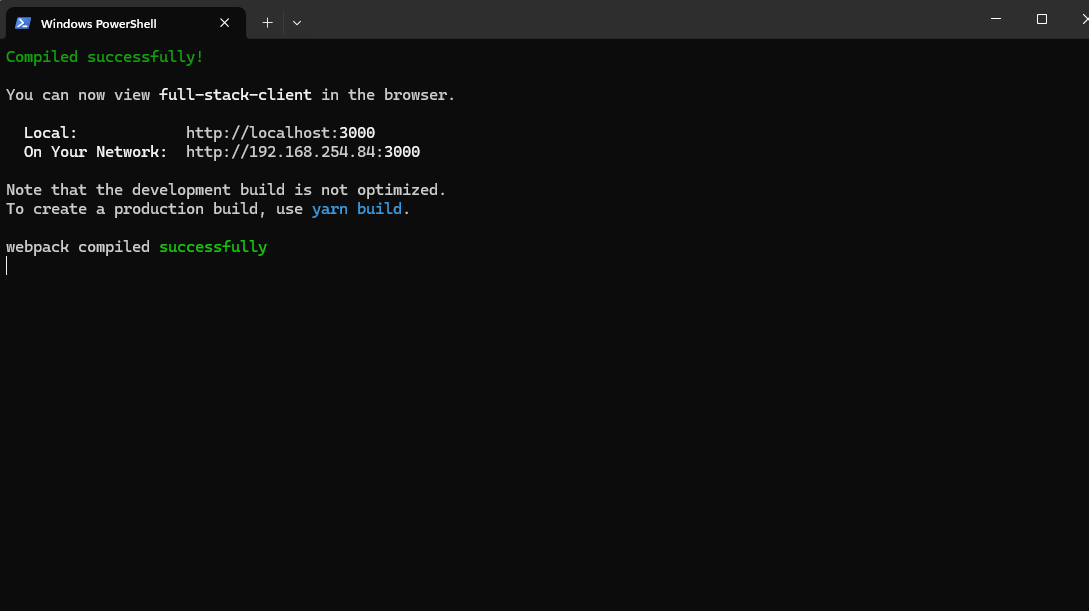 Windows PowerShell
Compiled successfully!
You can now view full-stack-client in the browser.
Local: http://localhost:3000
On Your Network: http://192.168.254.84:3000
Note that the development build is not optimized.
To create a production build, use yarn build.
webpack compiled successfully